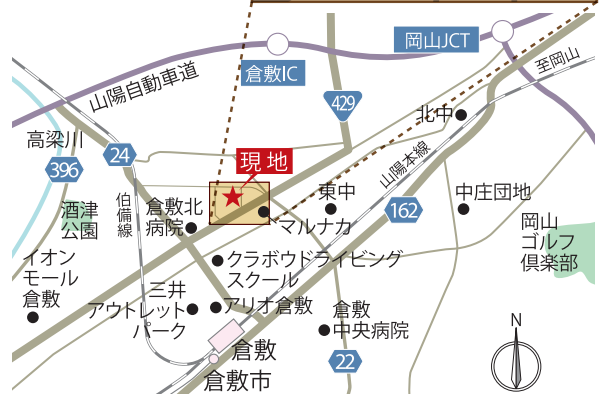 岡山JCT
倉敷IC
至岡山
山陽自動車道
429
北中
高梁川
24
現地
山陽本線
396
伯備線
東中
162
中庄団地
酒津
公園
倉敷北
病院
マルナカ
岡山
ゴルフ
倶楽部
イオン
モール
倉敷
クラボウドライビング
スクール
三井
アウトレット
パーク
アリオ倉敷
倉敷
中央病院
N
倉敷
22
倉敷市